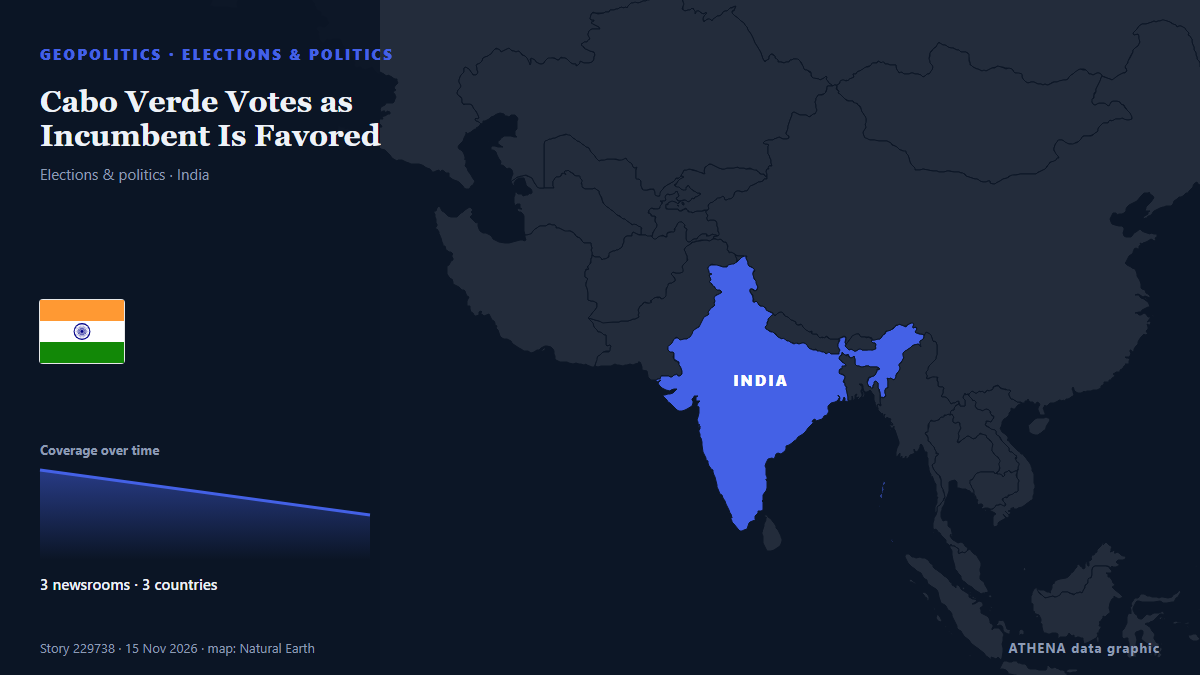 GEOPOLITICS · ELECTIONS & POLITICS
Cabo Verde Votes as
Incumbent Is Favored
Elections & politics · India
INDIA
Coverage over time
3 newsrooms · 3 countries
Story 229738 · 15 Nov 2026 · map: Natural Earth
ATHENA data graphic